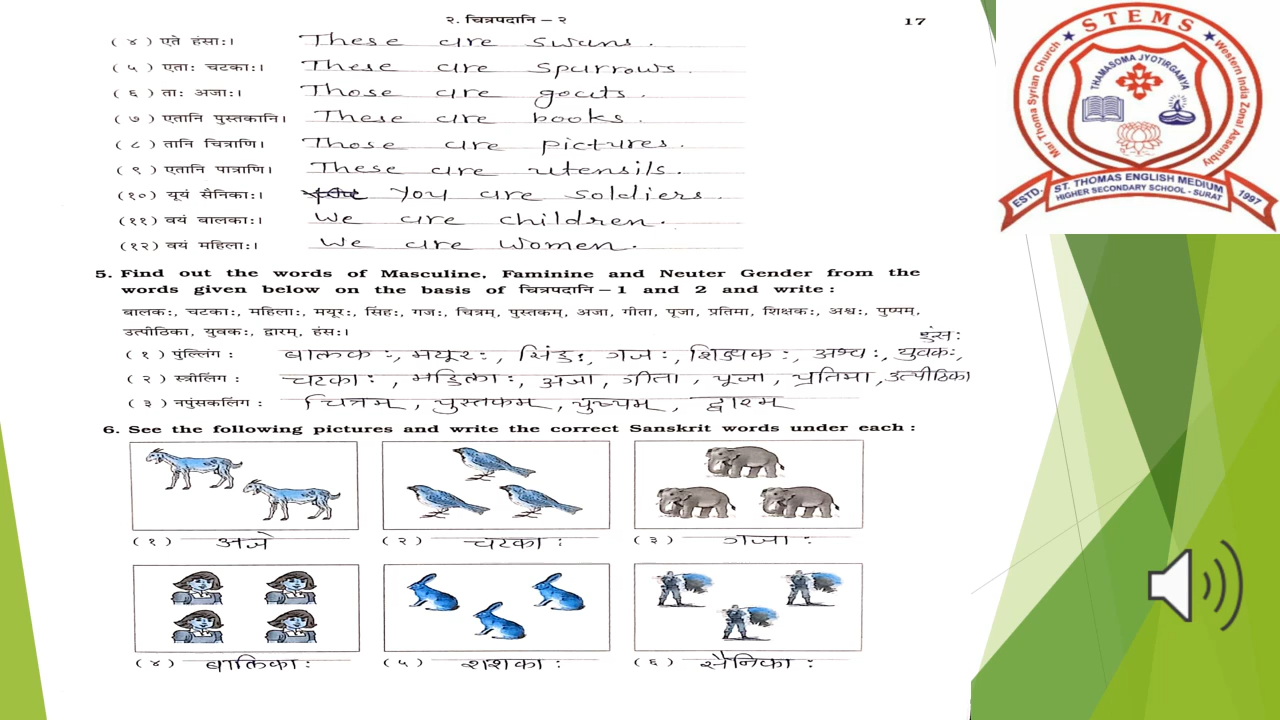 २. चित्रपदानि – २ 17
( ४ ) एते हंसाः। These are swans.
( ५ ) एताः चटकाः। These are sparrows.
( ६ ) ताः अजाः। Those are goats.
( ७ ) एतानि पुस्तकानि। These are books.
( ८ ) तानि चित्राणि। Those are pictures.
( ९ ) एतानि पात्राणि। These are utensils.
(१०) यूयं सैनिकाः। You are soldiers.
(११) वयं बालकाः। We are children.
(१२) वयं महिलाः। We are women.
5. Find out the words of Masculine, Faminine and Neuter Gender from the
words given below on the basis of चित्रपदानि – 1 and 2 and write :
बालकः, चटकाः, महिलाः, मयूरः, सिंहः, गजः, चित्रम्, पुस्तकम्, अजा, गीता, पूजा, प्रतिमा, शिक्षकः, अश्वः, पुष्पम्,
उत्पीठिका, युवकः, द्वारम्, हंसः।
हंसः
( १ ) पुंल्लिंग : बालकः, मयूरः, सिंहः, गजः, शिक्षकः, अश्वः, युवकः,
( २ ) स्त्रीलिंग : चटकाः, महिलाः, अजा, गीता, पूजा, प्रतिमा, उत्पीठिका
( ३ ) नपुंसकलिंग : चित्रम्, पुस्तकम्, पुष्पम्, द्वारम्
6. See the following pictures and write the correct Sanskrit words under each :
( १ ) अजे ( २ ) चटकाः ( ३ ) गजाः
( ४ ) बालिकाः ( ५ ) शशकाः ( ६ ) सैनिकाः
STEMS
Mar Thoma Syrian Church
Western India Zonal Assembly
THAMASOMA JYOTIRGAMYA
ESTD. ST. THOMAS ENGLISH MEDIUM 1997
HIGHER SECONDARY SCHOOL - SURAT